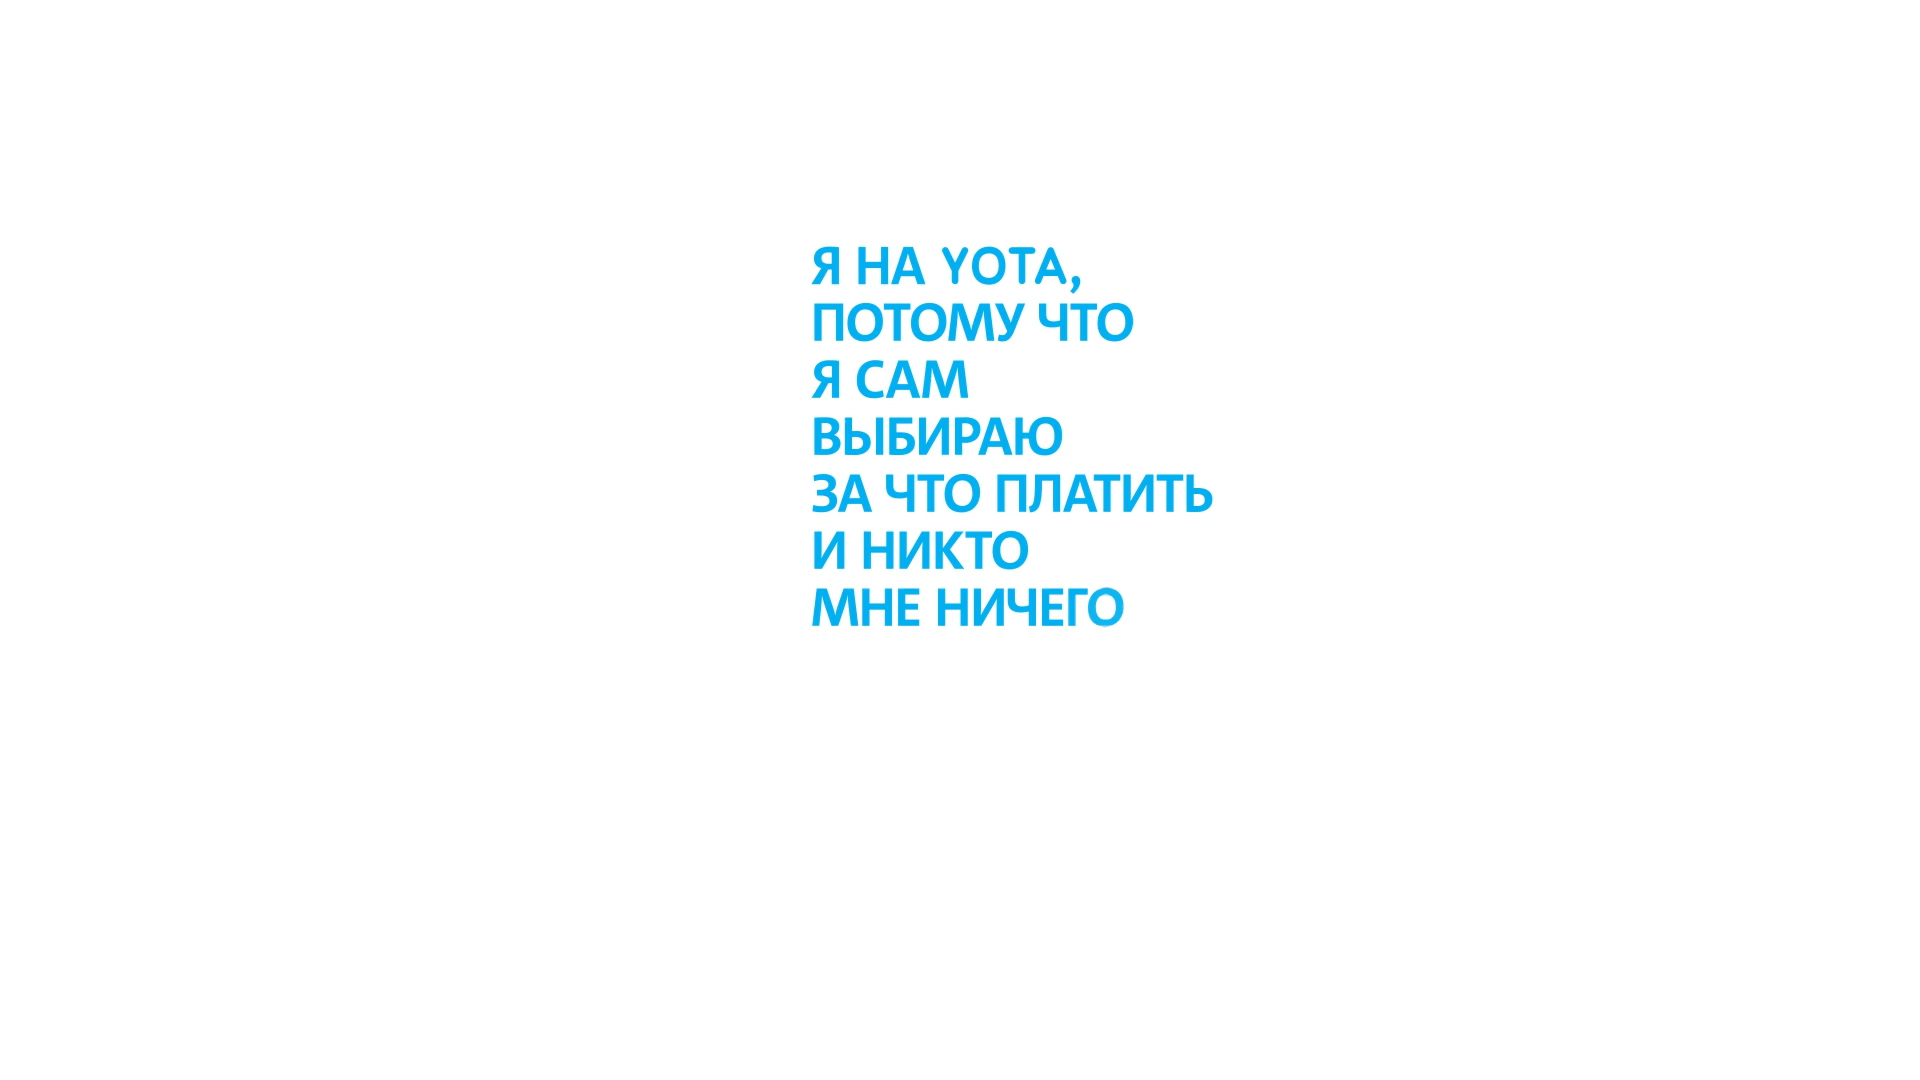 Я НА YOTA,
ПОТОМУ ЧТО
Я САМ
ВЫБИРАЮ
ЗА ЧТО ПЛАТИТЬ
И НИКТО
МНЕ НИЧЕГО